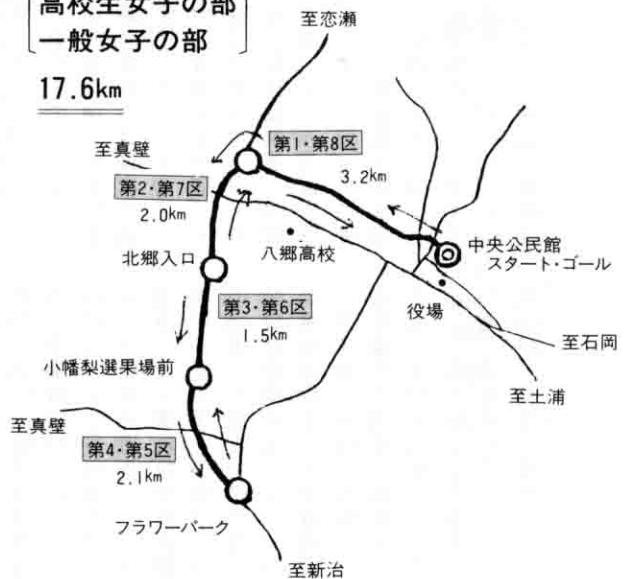 高校生女子の部
一般女子の部
17.6km
至恋瀬
第1・第8区
3.2km
至真壁
第2・第7区
2.0km
八郷高校
中央公民館
スタート・ゴール
北郷入口
役場
第3・第6区
1.5km
至石岡
小幡梨選果場前
至土浦
至真壁
第4・第5区
2.1km
フラワーパーク
至新治